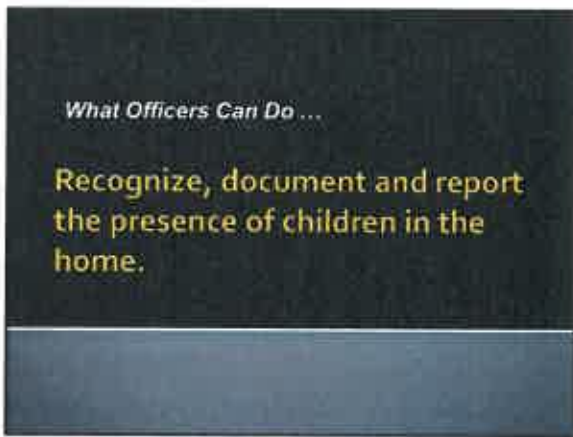 What Officers Can Do ...
Recognize, document and report
the presence of children in the
home.